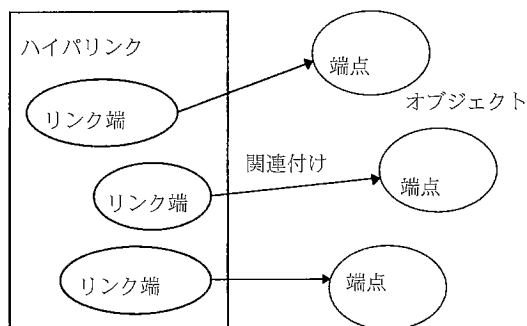 ハイパリンク
端点
リンク端
オブジェクト
関連付け
リンク端
端点
リンク端
端点